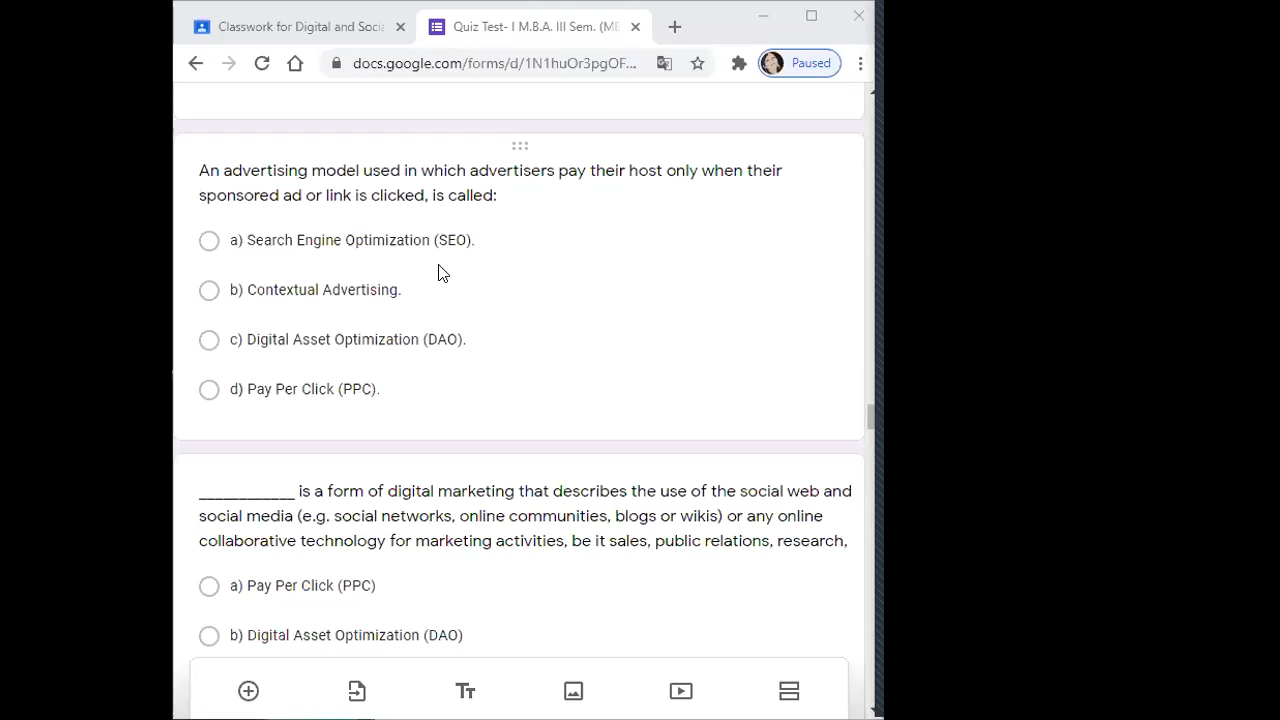 Classwork for Digital and Socia
Quiz Test- I M.B.A. III Sem. (ME
docs.google.com/forms/d/1N1huOr3pgOF...
Paused
An advertising model used in which advertisers pay their host only when their
sponsored ad or link is clicked, is called:
a) Search Engine Optimization (SEO).
b) Contextual Advertising.
c) Digital Asset Optimization (DAO).
d) Pay Per Click (PPC).
____________ is a form of digital marketing that describes the use of the social web and
social media (e.g. social networks, online communities, blogs or wikis) or any online
collaborative technology for marketing activities, be it sales, public relations, research,
a) Pay Per Click (PPC)
b) Digital Asset Optimization (DAO)
Tт